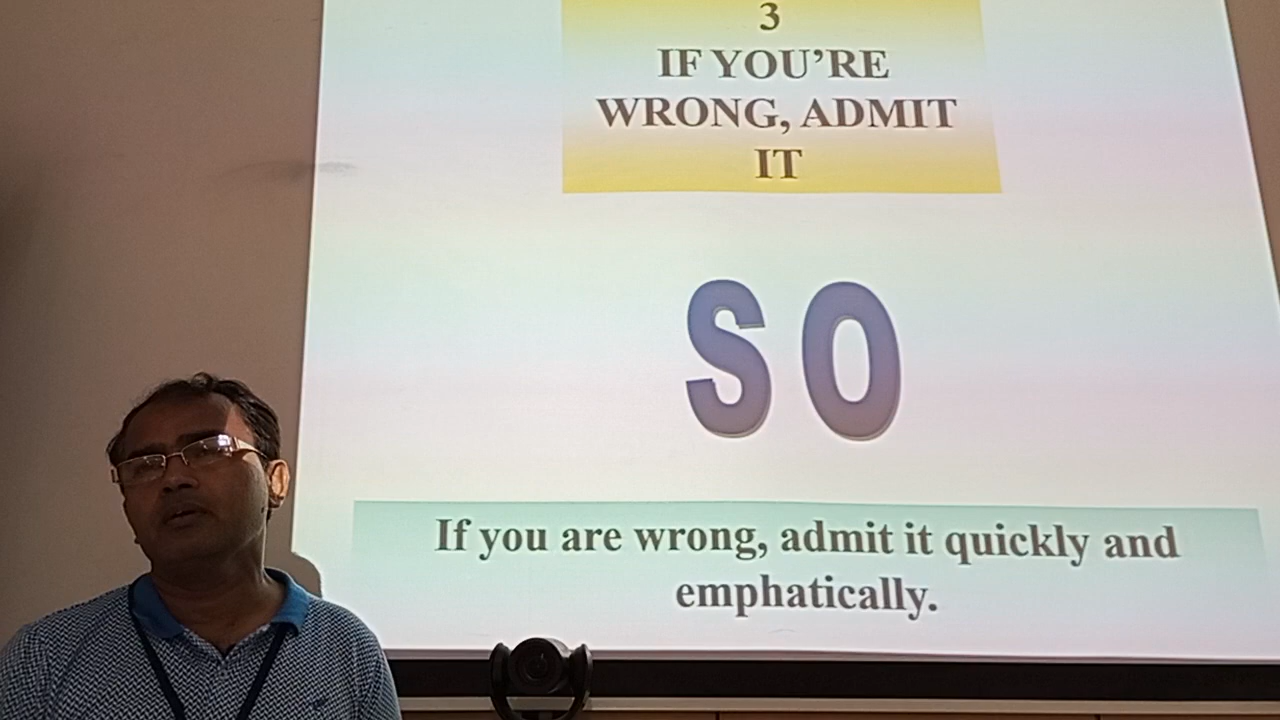 3
IF YOU'RE
WRONG, ADMIT
IT
SO
If you are wrong, admit it quickly and
emphatically.